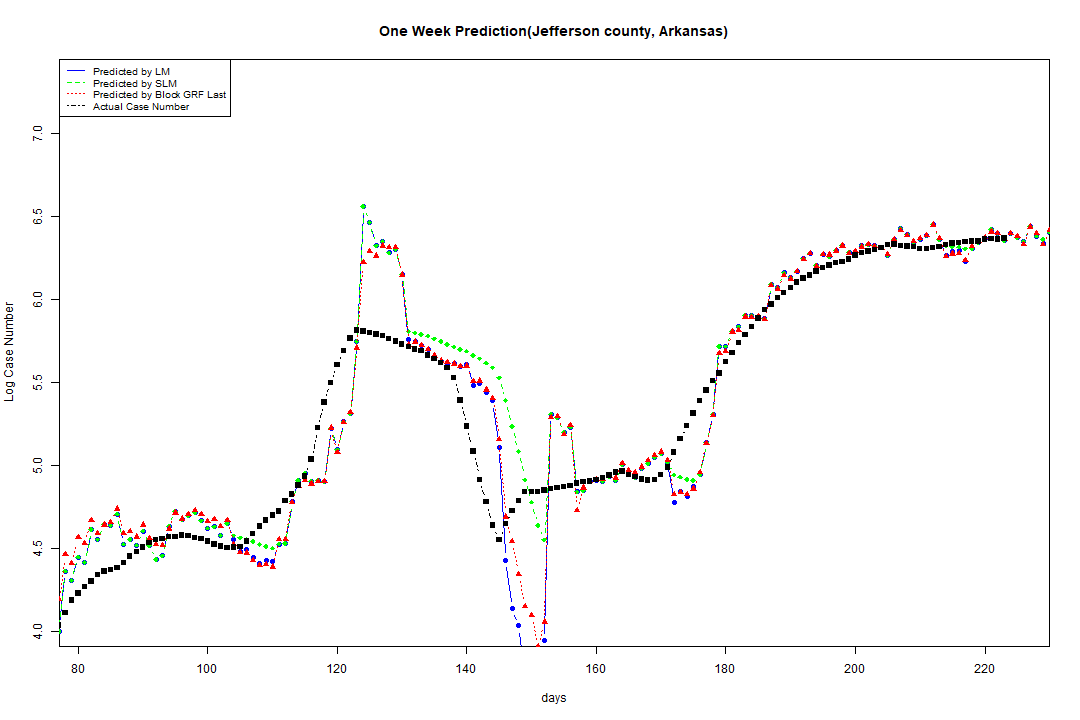 One Week Prediction(Jefferson county, Arkansas)
Predicted by LM
Predicted by SLM
Predicted by Block GRF Last
Actual Case Number
7.0
6.5
6.0
5.5
5.0
4.5
4.0
Log Case Number
80 100 120 140 160 180 200 220
days